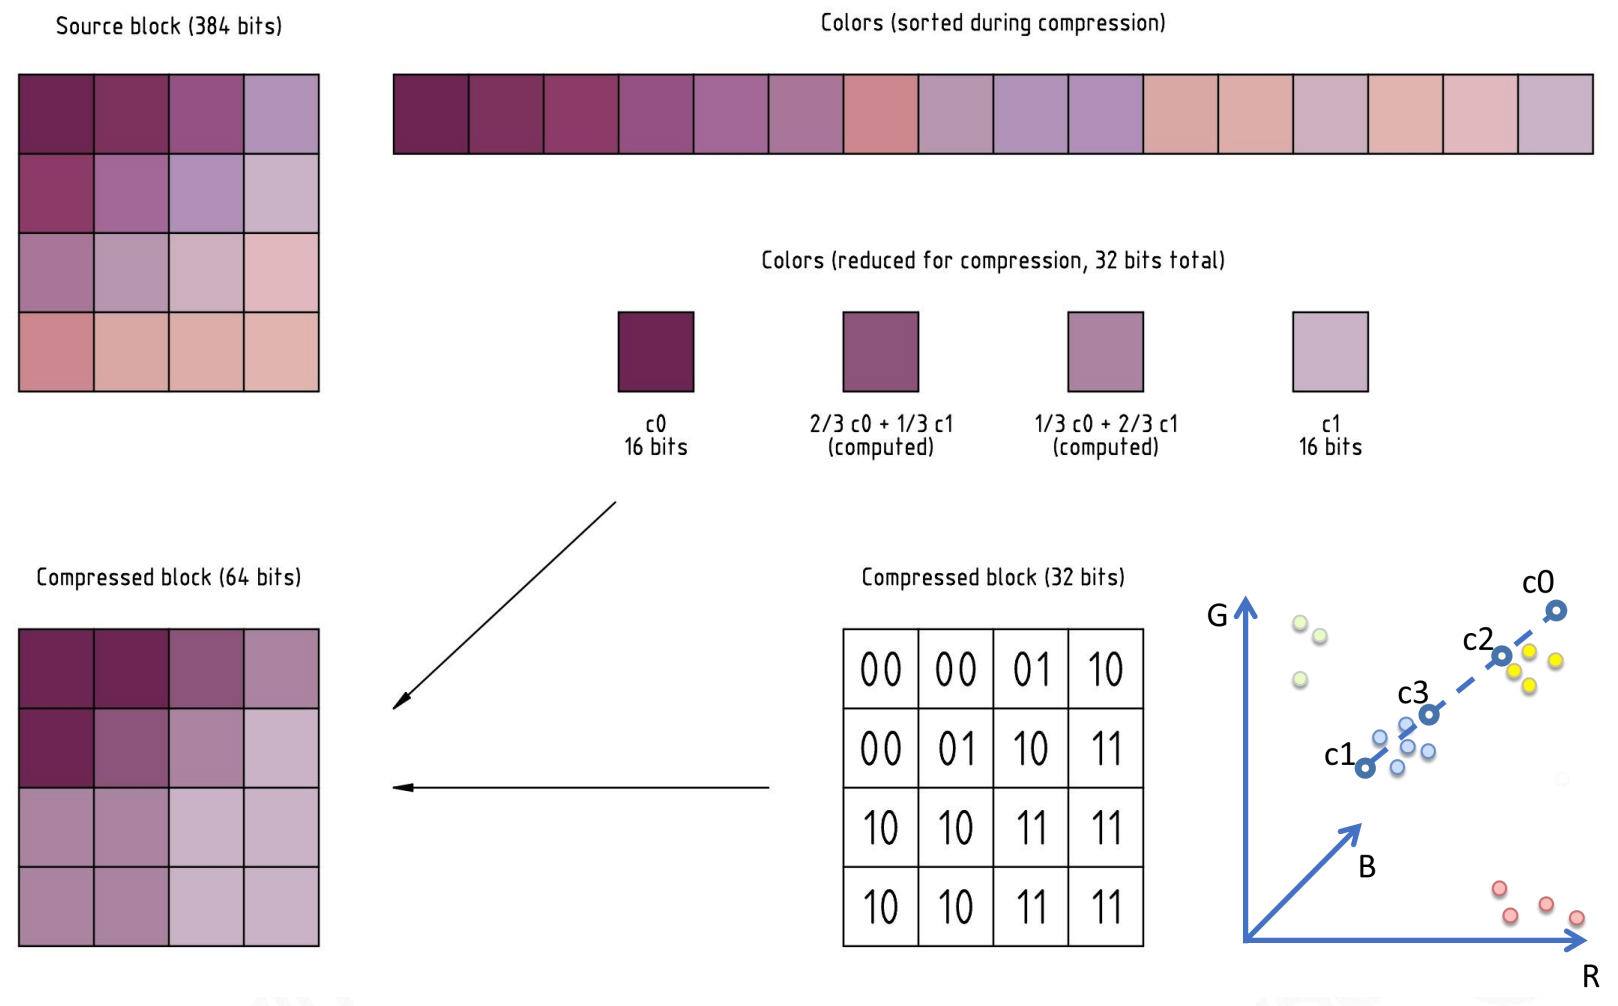 Source block (384 bits)
Colors (sorted during compression)
Colors (reduced for compression, 32 bits total)
c0
16 bits
2/3 c0 + 1/3 c1
(computed)
1/3 c0 + 2/3 c1
(computed)
c1
16 bits
Compressed block (64 bits)
Compressed block (32 bits)
00 00 01 10
00 01 10 11
10 10 11 11
10 10 11 11
G
c0
c2
c3
c1
B
R